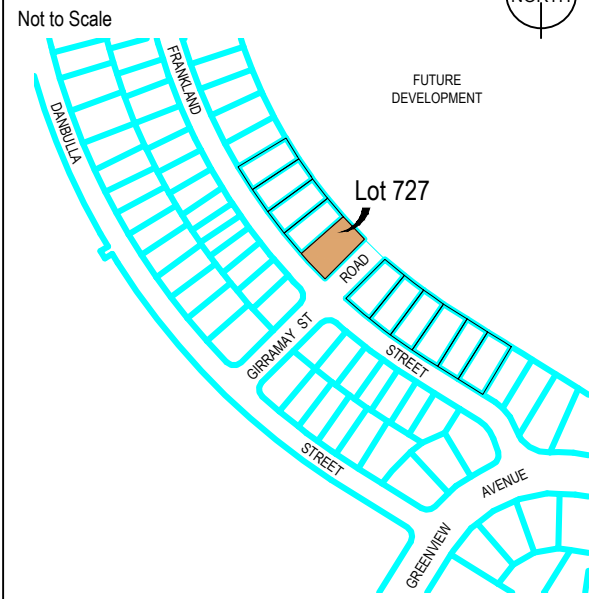 NORTH
Not to Scale
FUTURE
DEVELOPMENT
FRANKLAND
DANBULLA
Lot 727
ROAD
GIRRAMAY ST
STREET
STREET
AVENUE
GREENVIEW